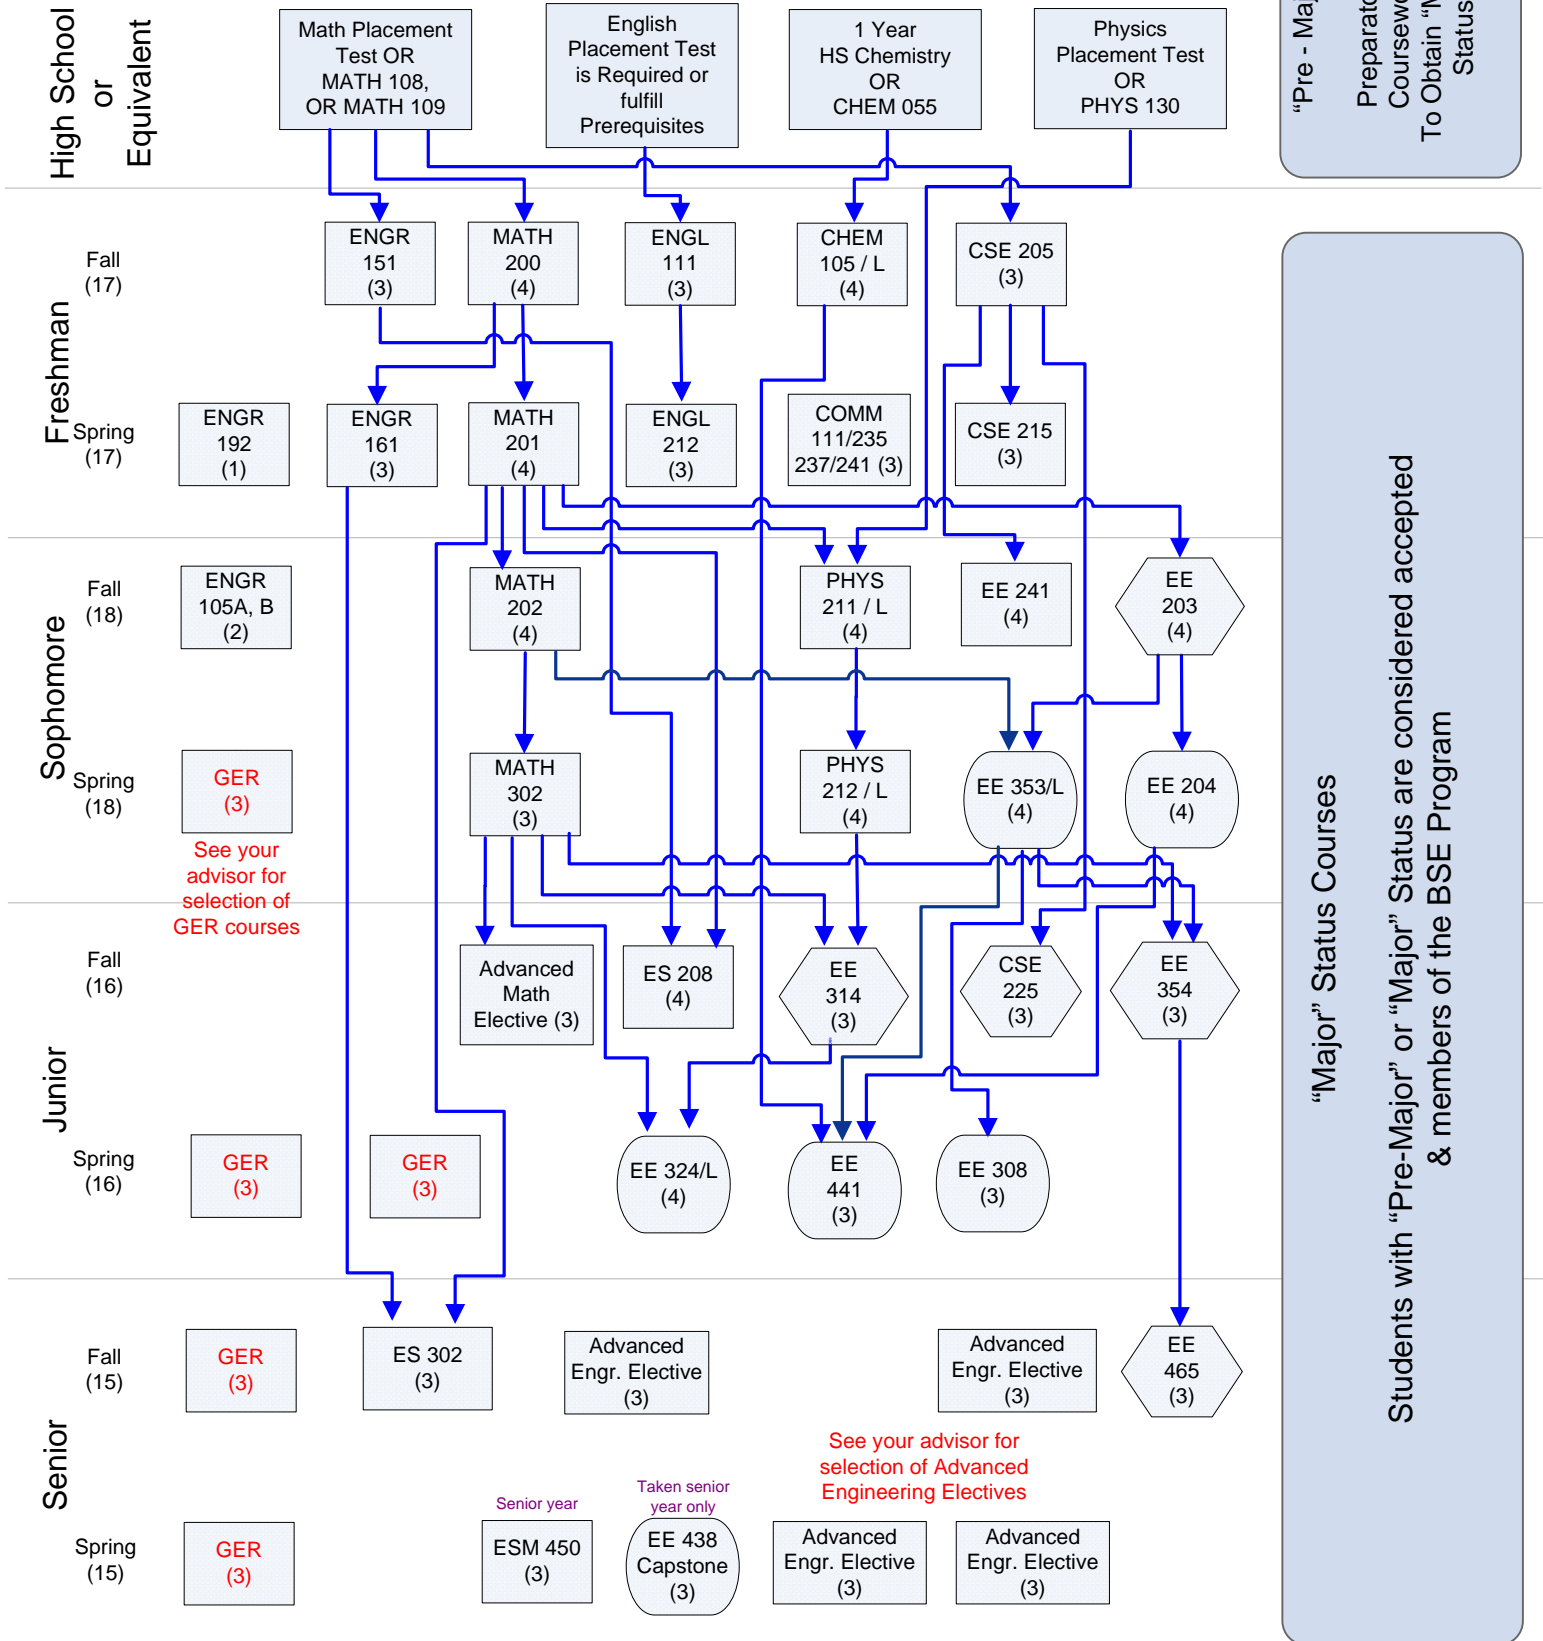 High School
or
Equivalent
Math Placement
Test OR
MATH 108,
OR MATH 109
English
Placement Test
is Required or
fulfill
Prerequisites
1 Year
HS Chemistry
OR
CHEM 055
Physics
Placement Test
OR
PHYS 130
"Pre - Maj
Preparato
Coursewo
To Obtain "M
Status
Freshman
Fall
(17)
ENGR
151
(3)
MATH
200
(4)
ENGL
111
(3)
CHEM
105 / L
(4)
CSE 205
(3)
Spring
(17)
ENGR
192
(1)
ENGR
161
(3)
MATH
201
(4)
ENGL
212
(3)
COMM
111/235
237/241 (3)
CSE 215
(3)
Sophomore
Fall
(18)
ENGR
105A, B
(2)
MATH
202
(4)
PHYS
211 / L
(4)
EE 241
(4)
EE
203
(4)
Spring
(18)
GER
(3)
MATH
302
(3)
PHYS
212 / L
(4)
EE 353/L
(4)
EE 204
(4)
See your
advisor for
selection of
GER courses
Junior
Fall
(16)
Advanced
Math
Elective (3)
ES 208
(4)
EE
314
(3)
CSE
225
(3)
EE
354
(3)
Spring
(16)
GER
(3)
GER
(3)
EE 324/L
(4)
EE
441
(3)
EE 308
(3)
Senior
Fall
(15)
GER
(3)
ES 302
(3)
Advanced
Engr. Elective
(3)
Advanced
Engr. Elective
(3)
EE
465
(3)
See your advisor for
selection of Advanced
Engineering Electives
Senior year
Taken senior
year only
Spring
(15)
GER
(3)
ESM 450
(3)
EE 438
Capstone
(3)
Advanced
Engr. Elective
(3)
Advanced
Engr. Elective
(3)
"Major" Status Courses
Students with "Pre-Major" or "Major" Status are considered accepted
& members of the BSE Program